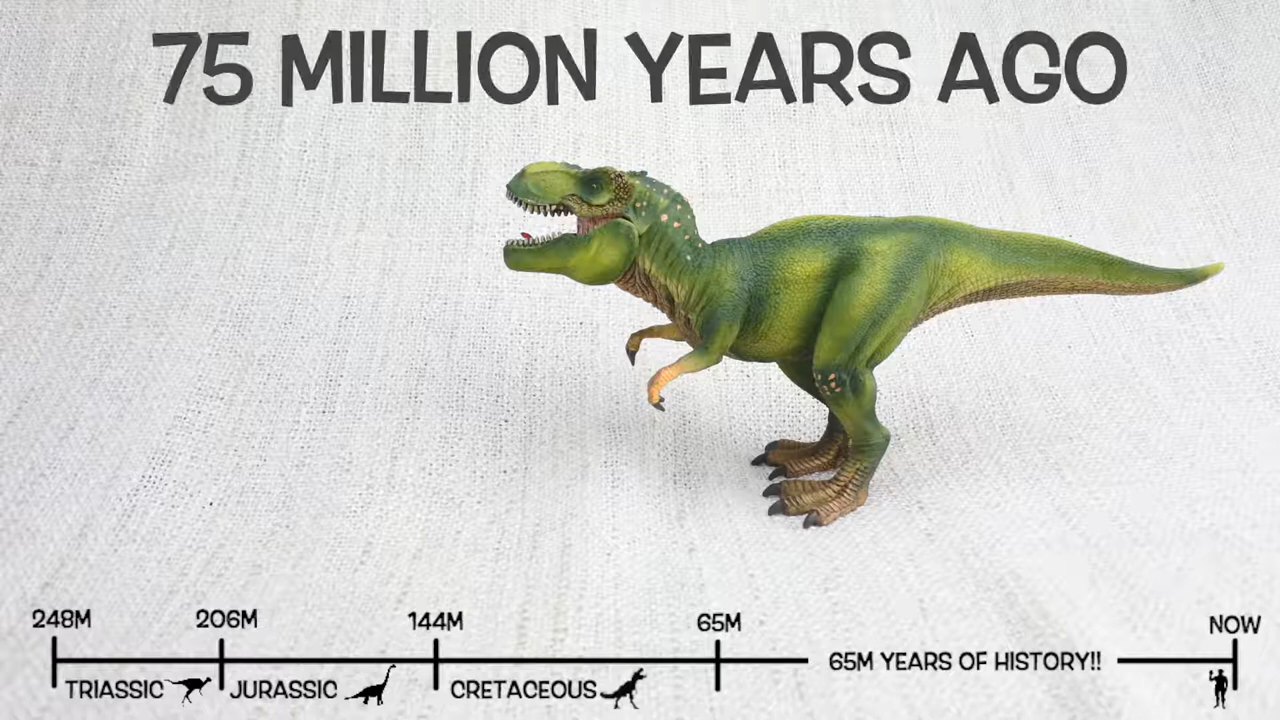 75 MILLION YEARS AGO
248M 206M 144M 65M NOW
65M YEARS OF HISTORY!!
TRIASSIC JURASSIC CRETACEOUS